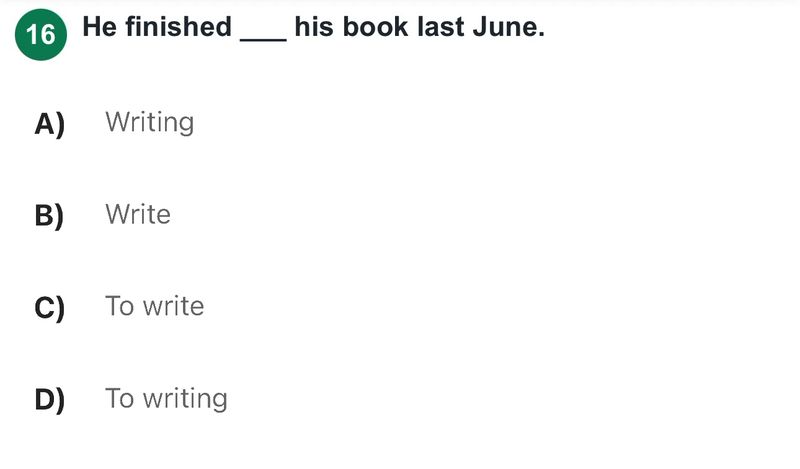 16 He finished ___ his book last June.
A) Writing
B) Write
C) To write
D) To writing